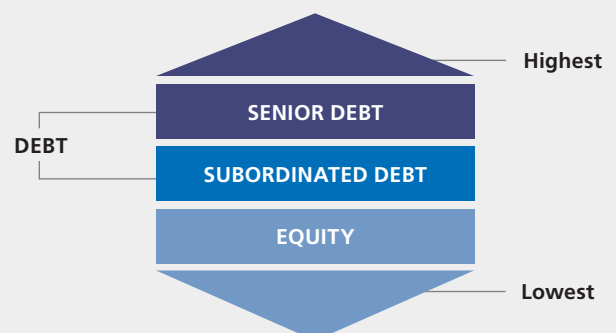 Highest
SENIOR DEBT
DEBT
SUBORDINATED DEBT
EQUITY
Lowest